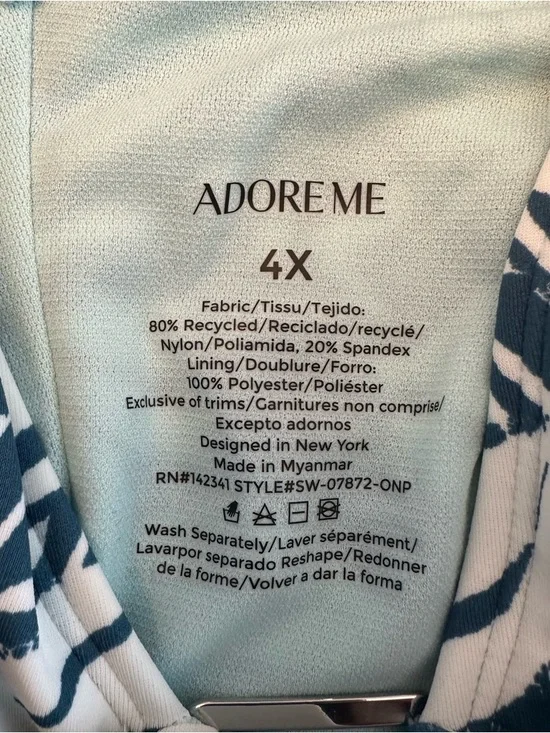 ADORE ME
4X
Fabric/Tissu/Tejido:
80% Recycled/Reciclado/recyclé/
Nylon/Poliamida, 20% Spandex
Lining/Doublure/Forro:
100% Polyester/Poliéster
Exclusive of trims/Garnitures non comprise/
Excepto adornos
Designed in New York
Made in Myanmar
RN#142341 STYLE#SW-07872-ONP
Wash Separately/Laver séparément/
Lavarpor separado Reshape/Redonner
de la forme/Volver a dar la forma